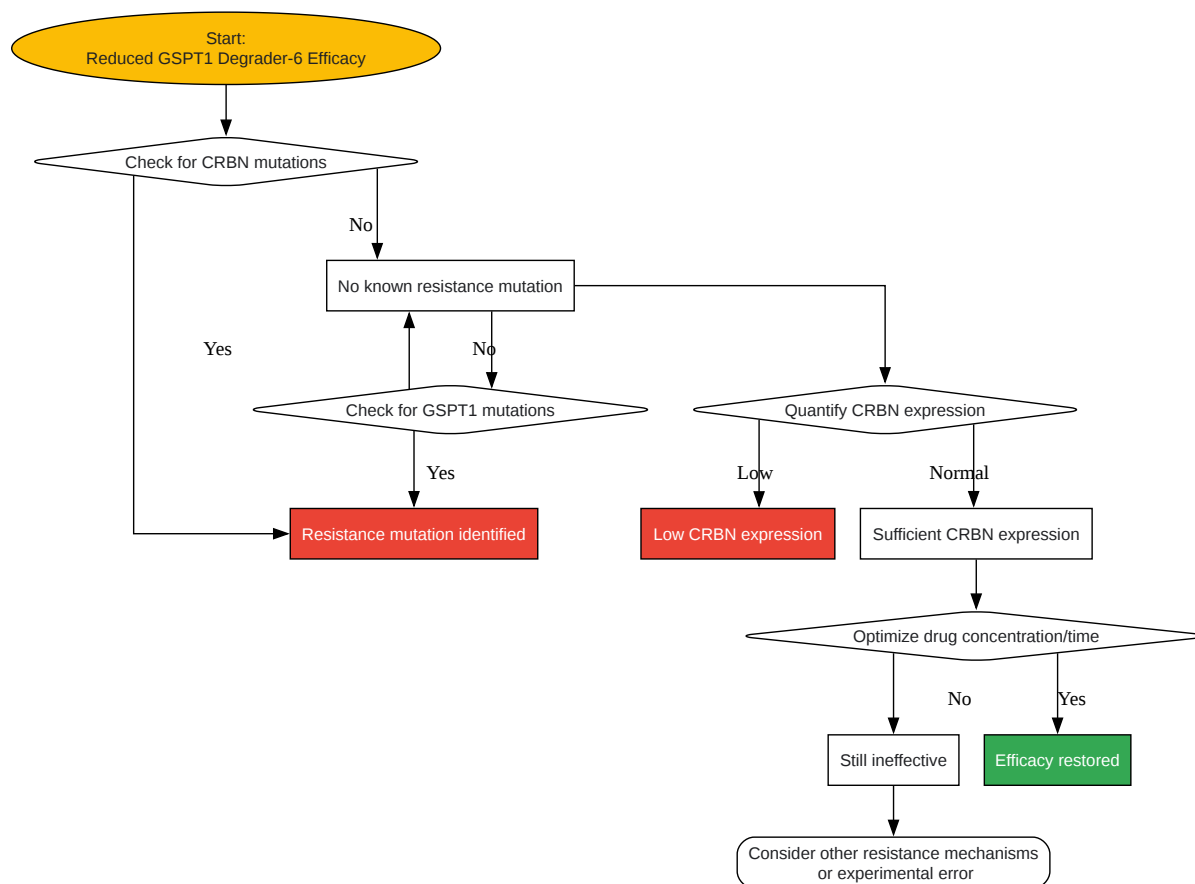 Start:
Reduced GSPT1 Degrader-6 Efficacy
Check for CRBN mutations
No
No known resistance mutation
Yes
No
Check for GSPT1 mutations
Quantify CRBN expression
Yes
Low
Normal
Resistance mutation identified
Low CRBN expression
Sufficient CRBN expression
Optimize drug concentration/time
No
Yes
Still ineffective
Efficacy restored
Consider other resistance mechanisms
or experimental error